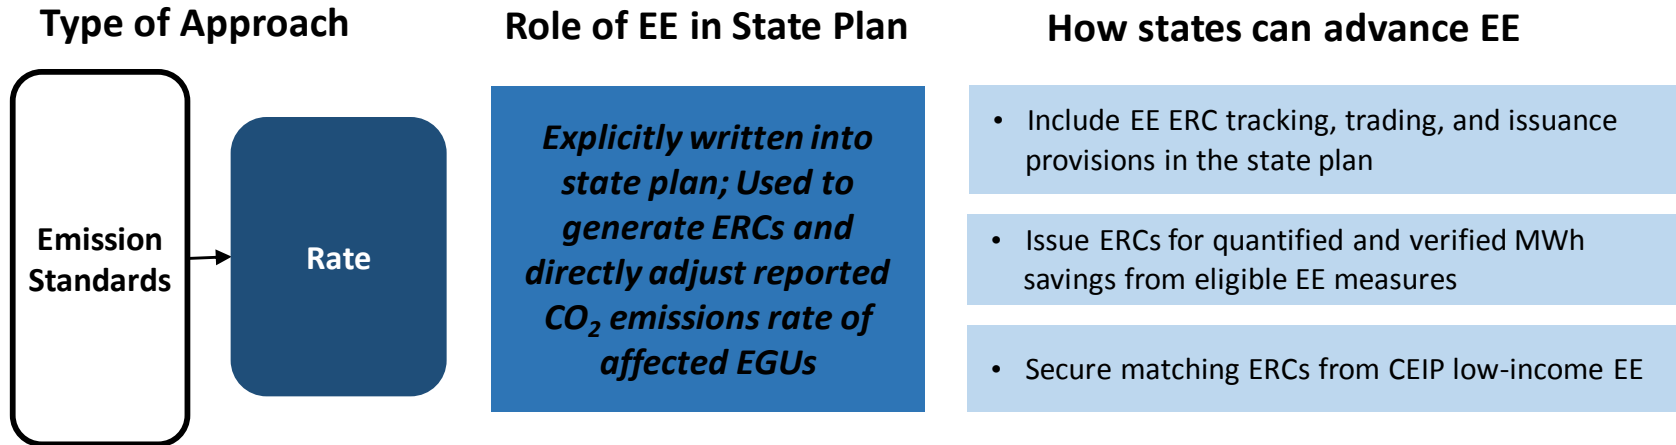 Type of Approach
Role of EE in State Plan
How states can advance EE
Emission
Standards
Rate
Explicitly written into
state plan; Used to
generate ERCs and
directly adjust reported
CO2 emissions rate of
affected EGUs
• Include EE ERC tracking, trading, and issuance
provisions in the state plan
• Issue ERCs for quantified and verified MWh
savings from eligible EE measures
• Secure matching ERCs from CEIP low-income EE